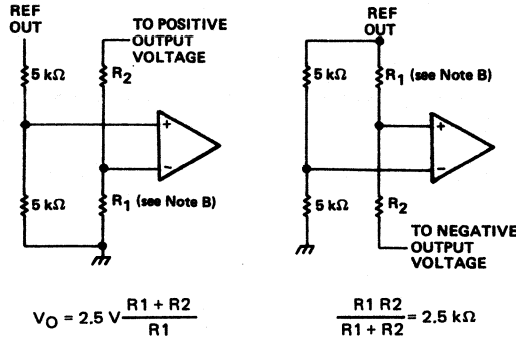 REF
OUT
TO POSITIVE
OUTPUT
VOLTAGE
5 kΩ
R2
+
−
5 kΩ
R1 (see Note B)
VO = 2.5 V (R1 + R2) / R1
REF
OUT
5 kΩ
R1 (see Note B)
+
−
5 kΩ
R2
TO NEGATIVE
OUTPUT
VOLTAGE
R1 R2 / (R1 + R2) = 2.5 kΩ